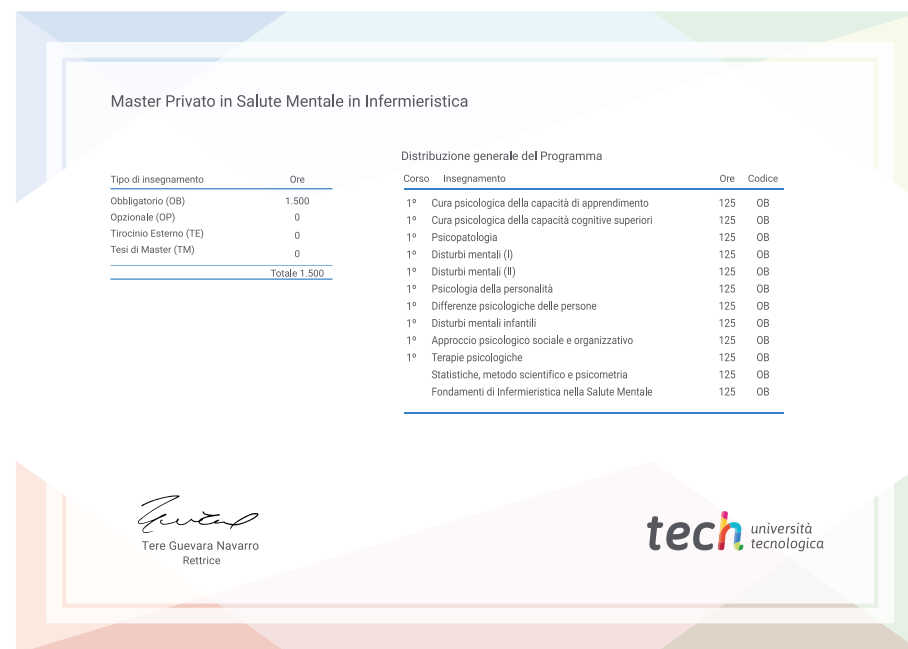 Master Privato in Salute Mentale in Infermieristica
Tipo di insegnamento Ore
Obbligatorio (OB) 1.500
Opzionale (OP) 0
Tirocinio Esterno (TE) 0
Tesi di Master (TM) 0
Totale 1.500
Distribuzione generale del Programma
Corso Insegnamento Ore Codice
1º Cura psicologica della capacità di apprendimento 125 OB
1º Cura psicologica della capacità cognitive superiori 125 OB
1º Psicopatologia 125 OB
1º Disturbi mentali (I) 125 OB
1º Disturbi mentali (II) 125 OB
1º Psicologia della personalità 125 OB
1º Differenze psicologiche delle persone 125 OB
1º Disturbi mentali infantili 125 OB
1º Approccio psicologico sociale e organizzativo 125 OB
1º Terapie psicologiche 125 OB
Statistiche, metodo scientifico e psicometria 125 OB
Fondamenti di Infermieristica nella Salute Mentale 125 OB
Tere Guevara Navarro
Rettrice
tech università
tecnologica